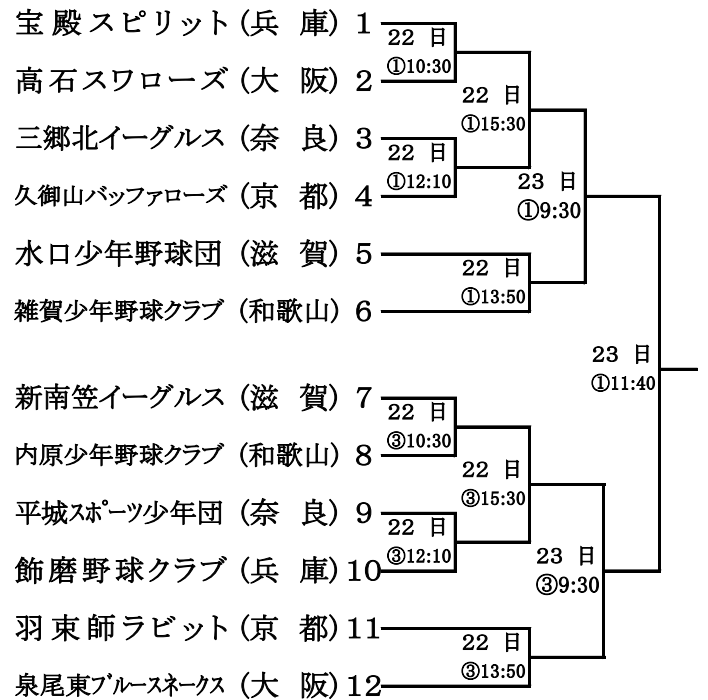 宝殿スピリット(兵 庫) 1
22 日
①10:30
高石スワローズ(大 阪) 2
22 日
①15:30
三郷北イーグルス(奈 良) 3
22 日
①12:10
久御山バッファローズ(京 都) 4
23 日
①9:30
水口少年野球団(滋 賀) 5
22 日
①13:50
雑賀少年野球クラブ(和歌山) 6
23 日
①11:40
新南笠イーグルス(滋 賀) 7
22 日
③10:30
内原少年野球クラブ(和歌山) 8
22 日
③15:30
平城スポーツ少年団(奈 良) 9
22 日
③12:10
飾磨野球クラブ(兵 庫) 10
23 日
③9:30
羽束師ラビット(京 都) 11
22 日
③13:50
泉尾東ブルースネークス(大 阪) 12